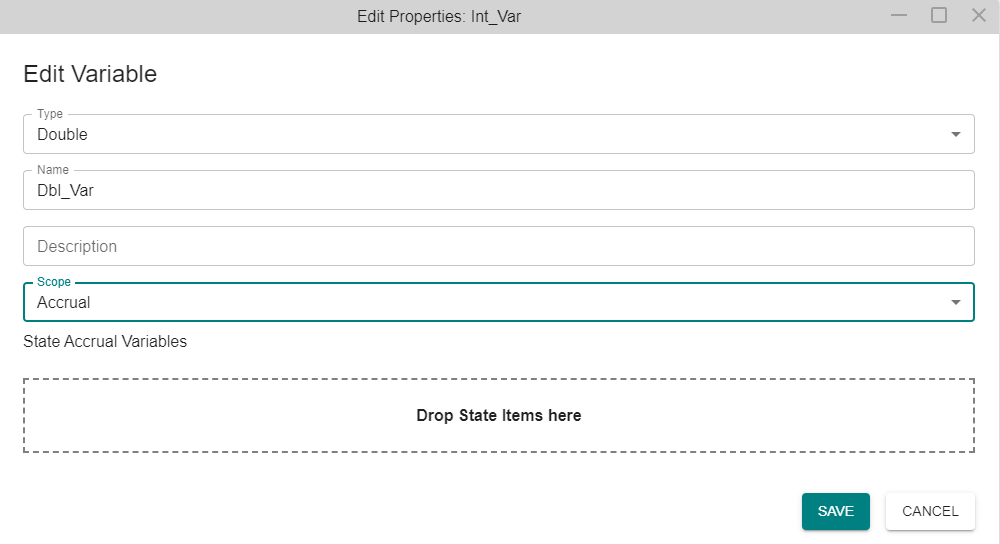 Edit Properties: Int_Var
Edit Variable
Type
Double
Name
Dbl_Var
Description
Scope
Accrual
State Accrual Variables
Drop State Items here
SAVE CANCEL